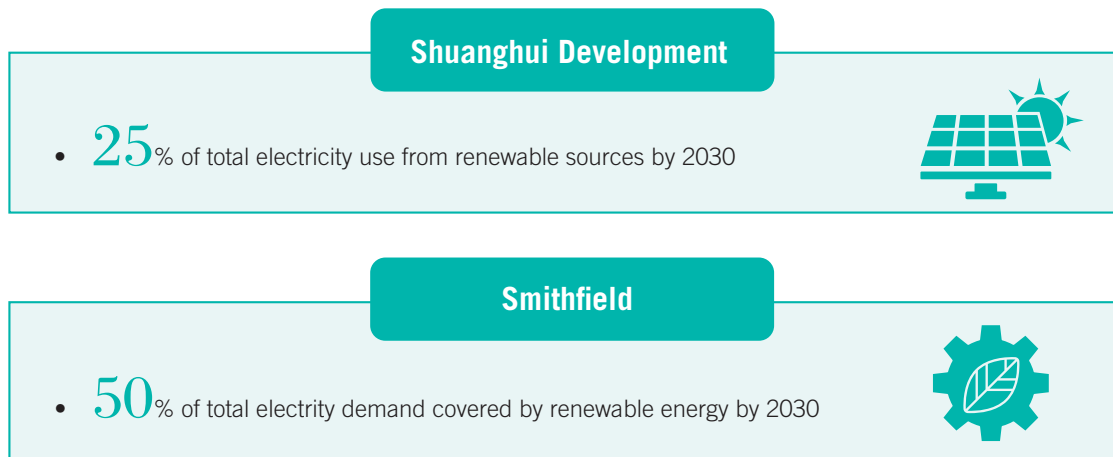 Shuanghui Development
• 25% of total electricity use from renewable sources by 2030
Smithfield
• 50% of total electrity demand covered by renewable energy by 2030